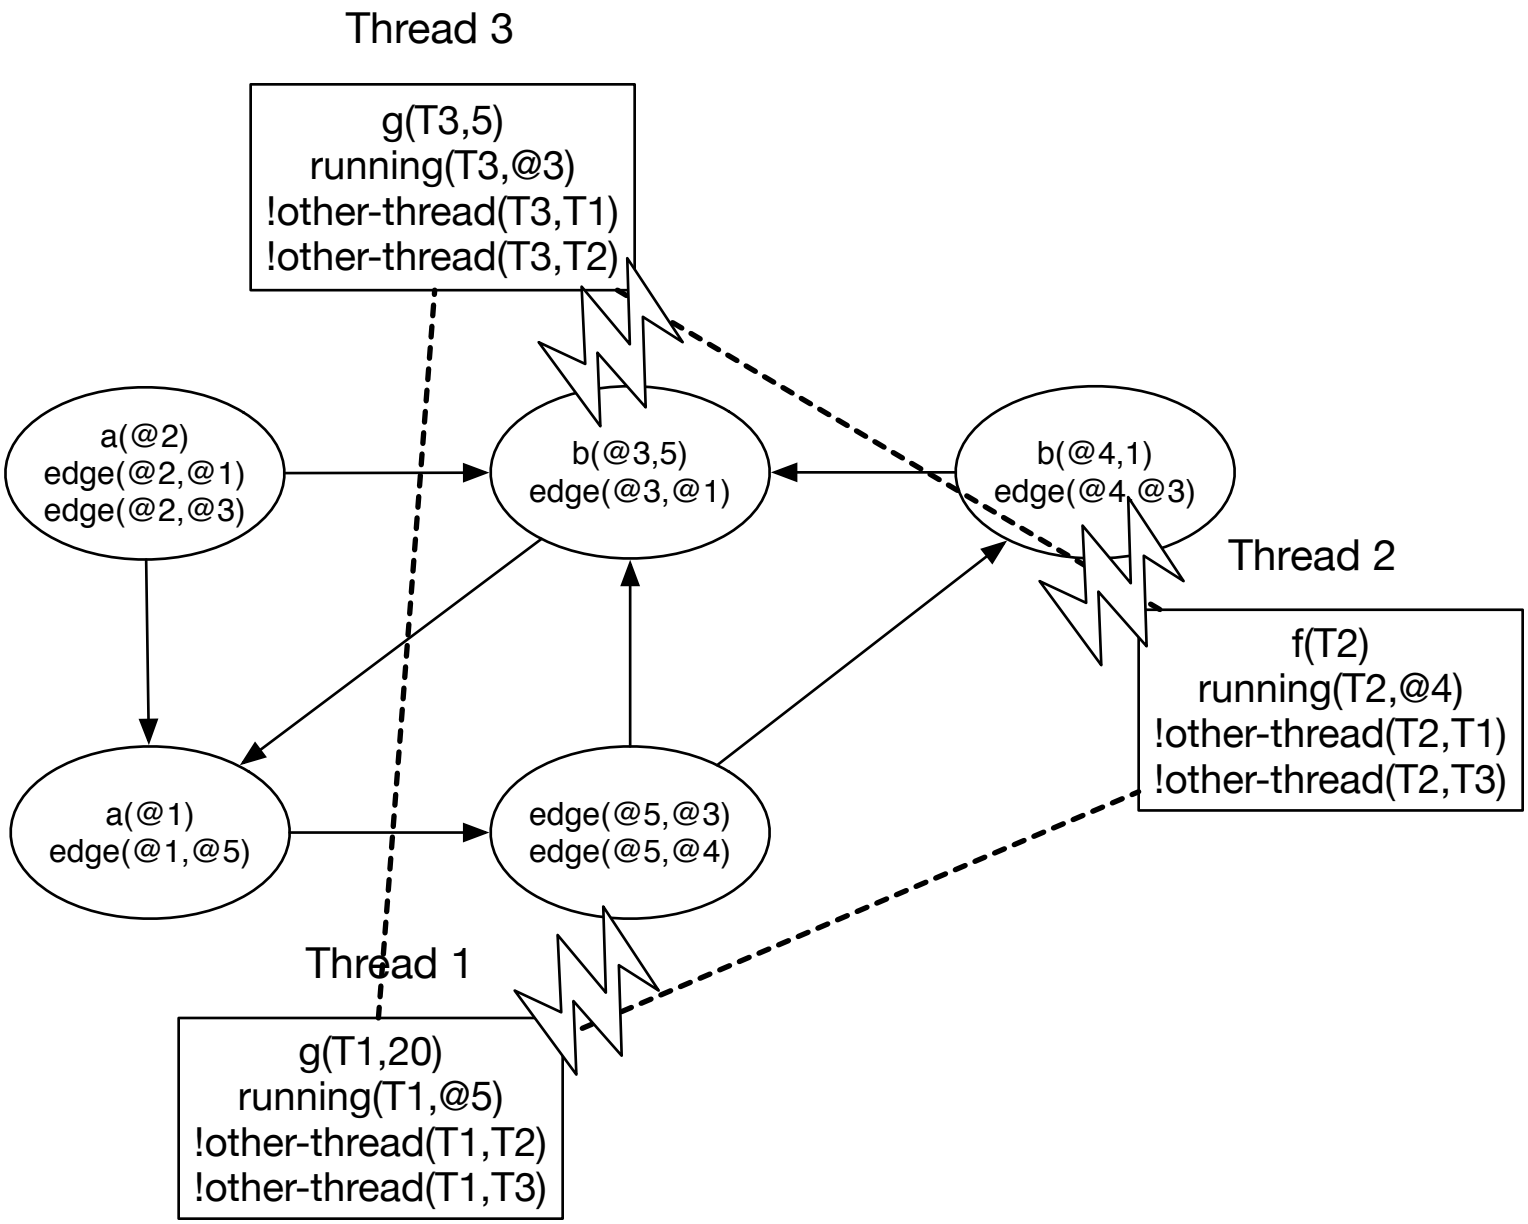 Thread 3
g(T3,5)
running(T3,@3)
!other-thread(T3,T1)
!other-thread(T3,T2)
a(@2)
edge(@2,@1)
edge(@2,@3)
b(@3,5)
edge(@3,@1)
b(@4,1)
edge(@4,@3)
Thread 2
f(T2)
running(T2,@4)
!other-thread(T2,T1)
!other-thread(T2,T3)
a(@1)
edge(@1,@5)
edge(@5,@3)
edge(@5,@4)
Thread 1
g(T1,20)
running(T1,@5)
!other-thread(T1,T2)
!other-thread(T1,T3)